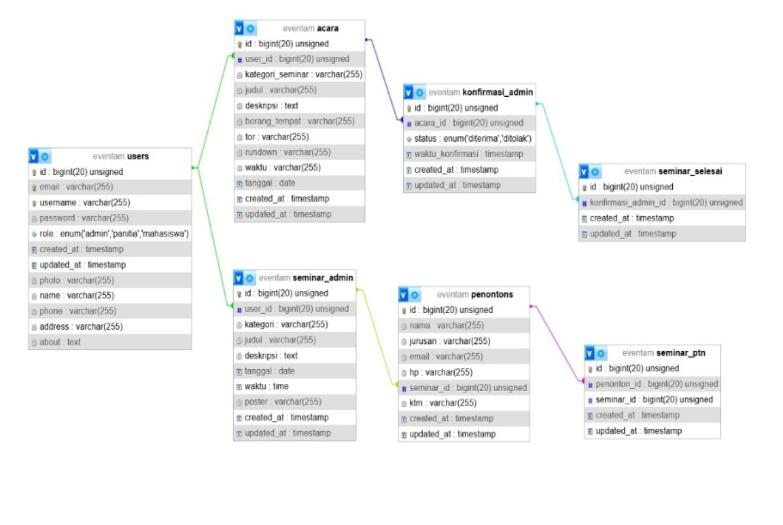 eventam users
id : bigint(20) unsigned
email : varchar(255)
username : varchar(255)
password : varchar(255)
role : enum('admin','panitia','mahasiswa')
created_at : timestamp
updated_at : timestamp
photo : varchar(255)
name : varchar(255)
phone : varchar(255)
address : varchar(255)
about : text
eventam acara
id : bigint(20) unsigned
user_id : bigint(20) unsigned
kategori_seminar : varchar(255)
judul : varchar(255)
deskripsi : text
borang_tempat : varchar(255)
tor : varchar(255)
rundown : varchar(255)
waktu : varchar(255)
tanggal : date
created_at : timestamp
updated_at : timestamp
eventam konfirmasi_admin
id : bigint(20) unsigned
acara_id : bigint(20) unsigned
status : enum('diterima','ditolak')
waktu_konfirmasi : timestamp
created_at : timestamp
updated_at : timestamp
eventam seminar_selesai
id : bigint(20) unsigned
konfirmasi_admin_id : bigint(20) unsigned
created_at : timestamp
updated_at : timestamp
eventam seminar_admin
id : bigint(20) unsigned
user_id : bigint(20) unsigned
kategori : varchar(255)
judul : varchar(255)
deskripsi : text
tanggal : date
waktu : time
poster : varchar(255)
created_at : timestamp
updated_at : timestamp
eventam penontons
id : bigint(20) unsigned
nama : varchar(255)
jurusan : varchar(255)
email : varchar(255)
hp : varchar(255)
seminar_id : bigint(20) unsigned
ktm : varchar(255)
created_at : timestamp
updated_at : timestamp
eventam seminar_ptn
id : bigint(20) unsigned
penonton_id : bigint(20) unsigned
seminar_id : bigint(20) unsigned
created_at : timestamp
updated_at : timestamp